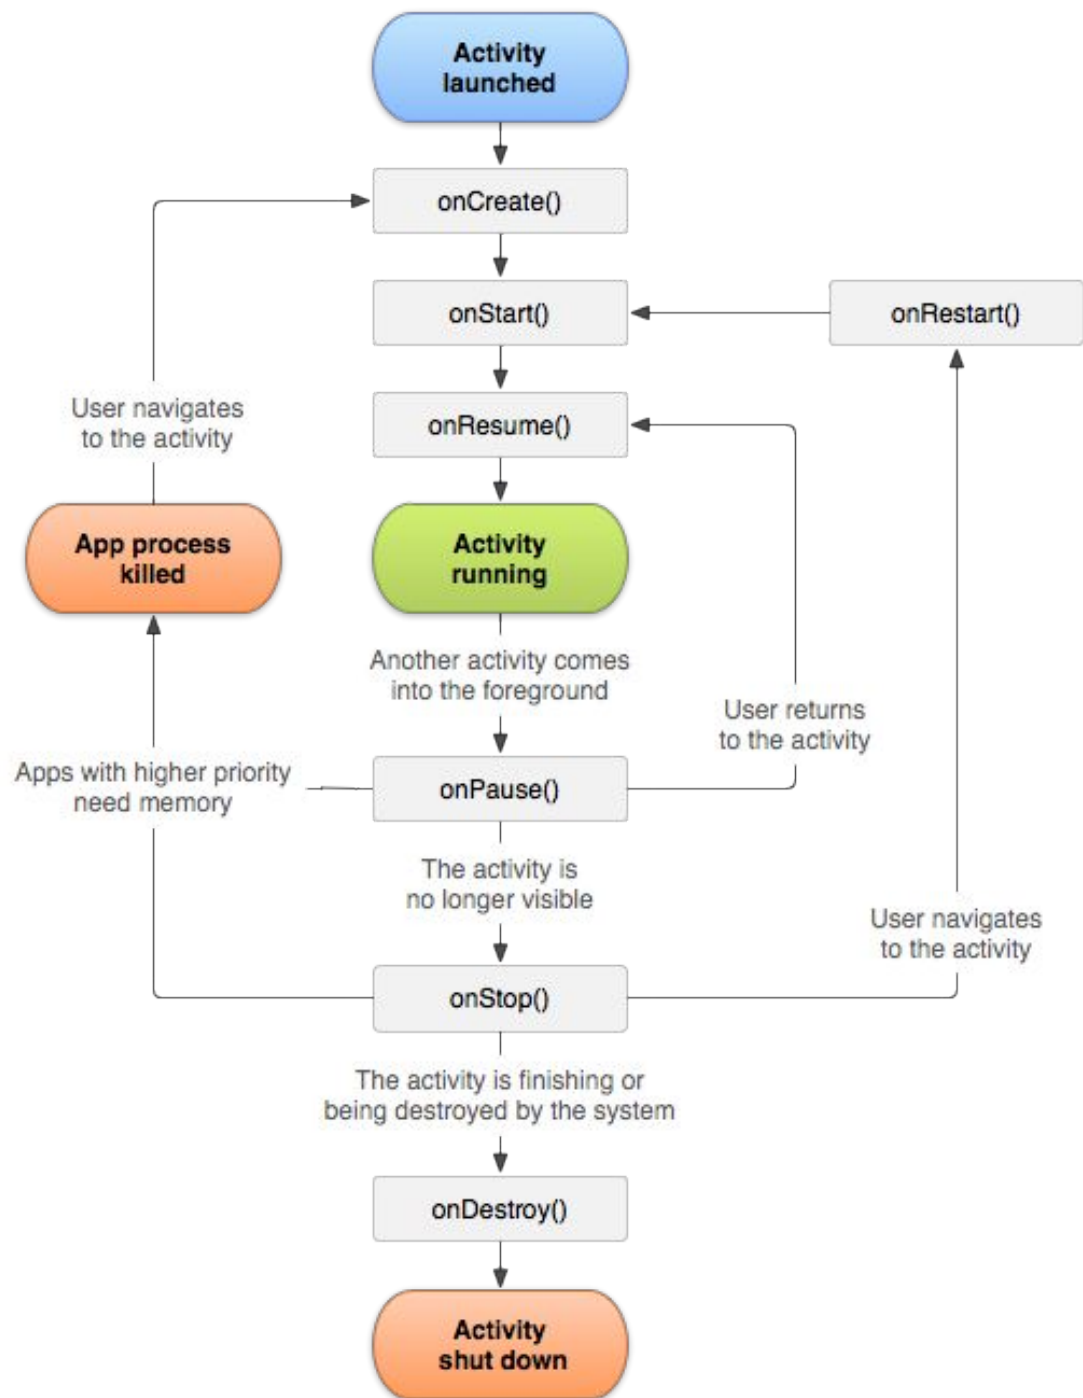 Activity
launched
onCreate()
onStart()
onRestart()
User navigates
to the activity
onResume()
App process
killed
Activity
running
Another activity comes
into the foreground
User returns
to the activity
Apps with higher priority
need memory
onPause()
The activity is
no longer visible
User navigates
to the activity
onStop()
The activity is finishing or
being destroyed by the system
onDestroy()
Activity
shut down